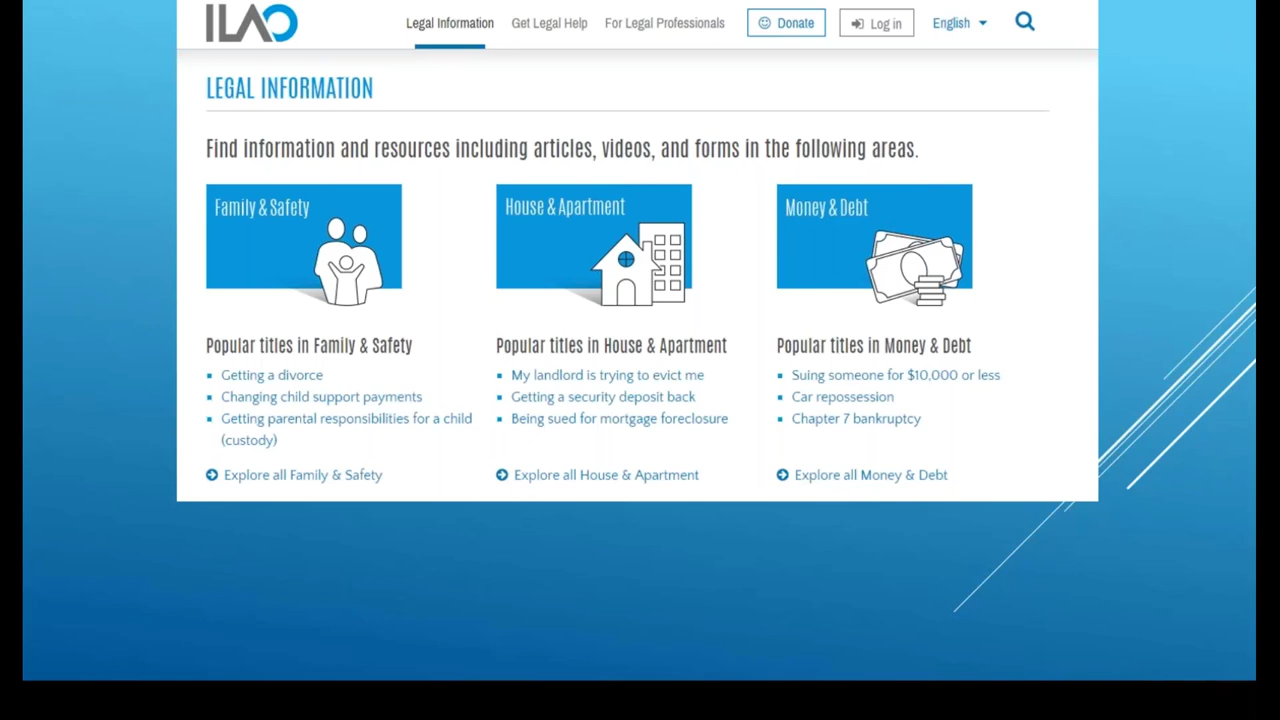 ILAO
Legal Information Get Legal Help For Legal Professionals Donate Log in English
LEGAL INFORMATION
Find information and resources including articles, videos, and forms in the following areas.
Family & Safety
House & Apartment
Money & Debt
Popular titles in Family & Safety
Getting a divorce
Changing child support payments
Getting parental responsibilities for a child
(custody)
Explore all Family & Safety
Popular titles in House & Apartment
My landlord is trying to evict me
Getting a security deposit back
Being sued for mortgage foreclosure
Explore all House & Apartment
Popular titles in Money & Debt
Suing someone for $10,000 or less
Car repossession
Chapter 7 bankruptcy
Explore all Money & Debt